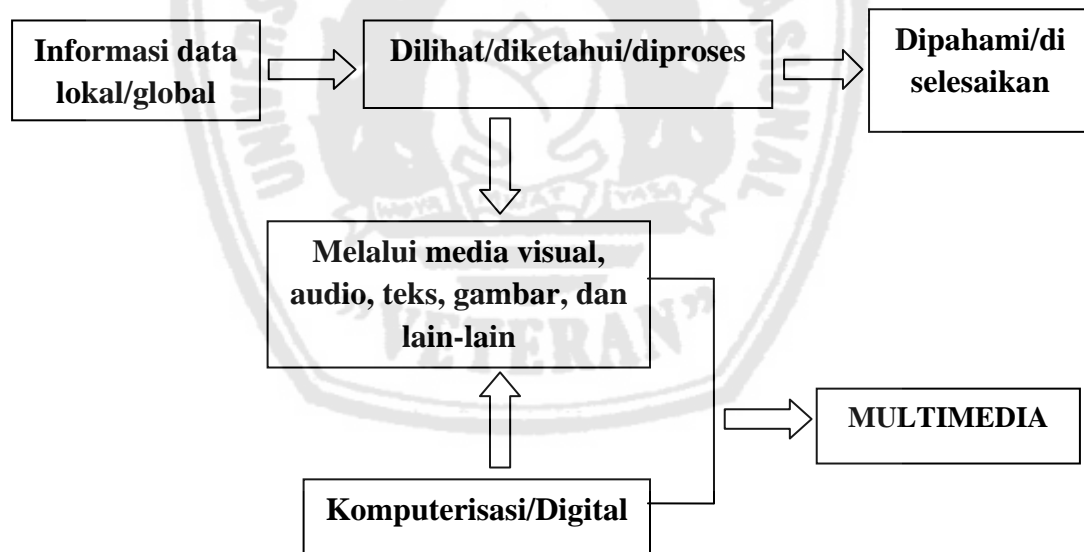 Informasi data
lokal/global
Dilihat/diketahui/diproses
Dipahami/di
selesaikan
Melalui media visual,
audio, teks, gambar, dan
lain-lain
"VETERAN"
MULTIMEDIA
Komputerisasi/Digital